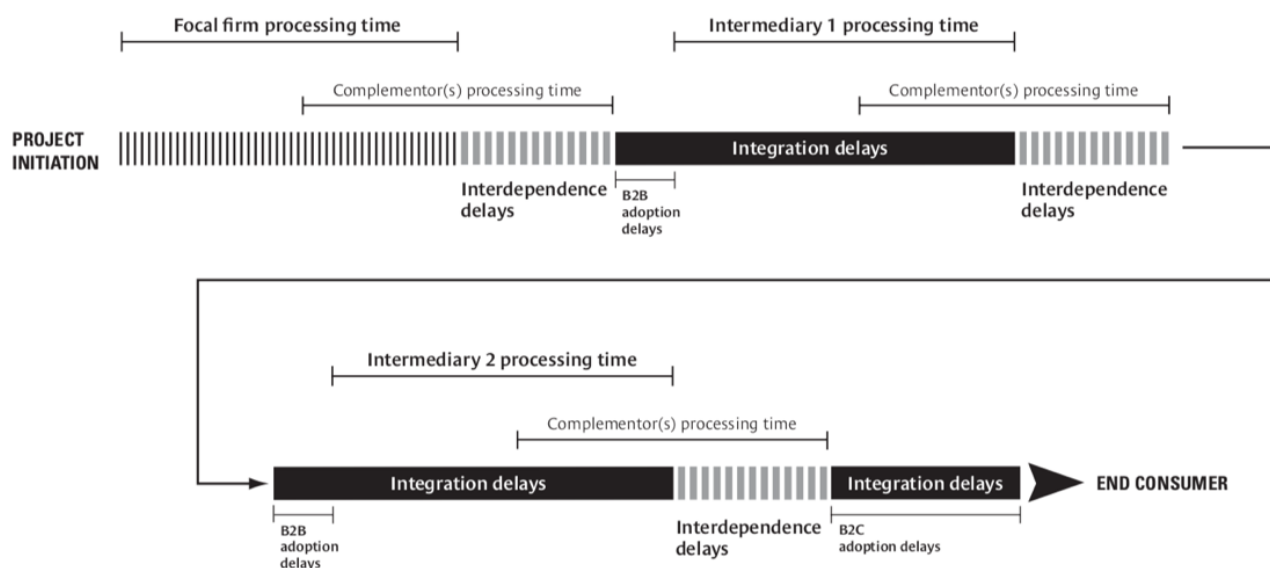 Focal firm processing time
Intermediary 1 processing time
Complementor(s) processing time
Complementor(s) processing time
PROJECT
INITIATION
Integration delays
Interdependence
delays
B2B
adoption
delays
Interdependence
delays
Intermediary 2 processing time
Complementor(s) processing time
Integration delays
Integration delays
END CONSUMER
B2B
adoption
delays
Interdependence
delays
B2C
adoption delays